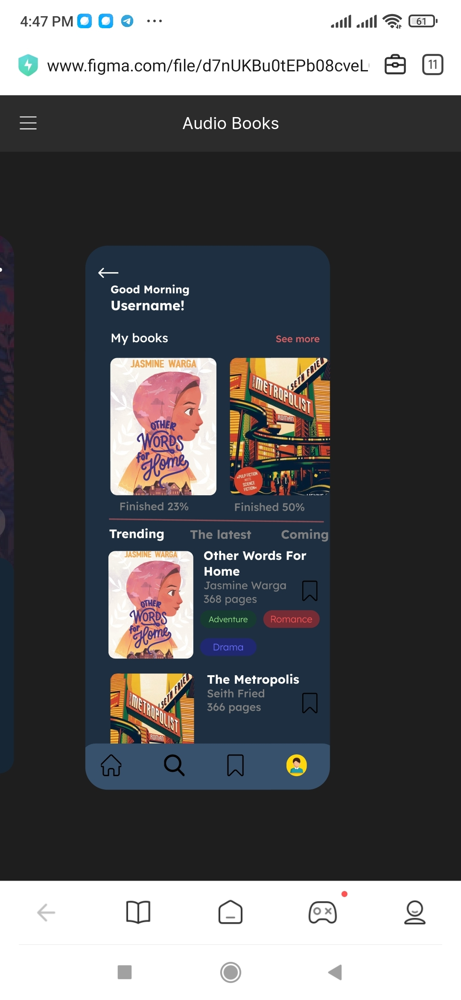 4:47 PM
61
www.figma.com/file/d7nUKBu0tEPb08cveL
11
Audio Books
Good Morning
Username!
My books
See more
JASMINE WARGA
OTHER
WORDS
for
Home
DER
METROPOLIST
SETH FRIED
ROMAN
»PULP FICTION
MEETS
SCIENCE
FICTION«
Finished 23%
Finished 50%
Trending
The latest
Coming
JASMINE WARGA
OTHER
WORDS
for
Home
Other Words For
Home
Jasmine Warga
368 pages
Adventure
Romance
Drama
DER
METROPOLIST
SETH FRIED
ROMAN
The Metropolis
Seith Fried
366 pages